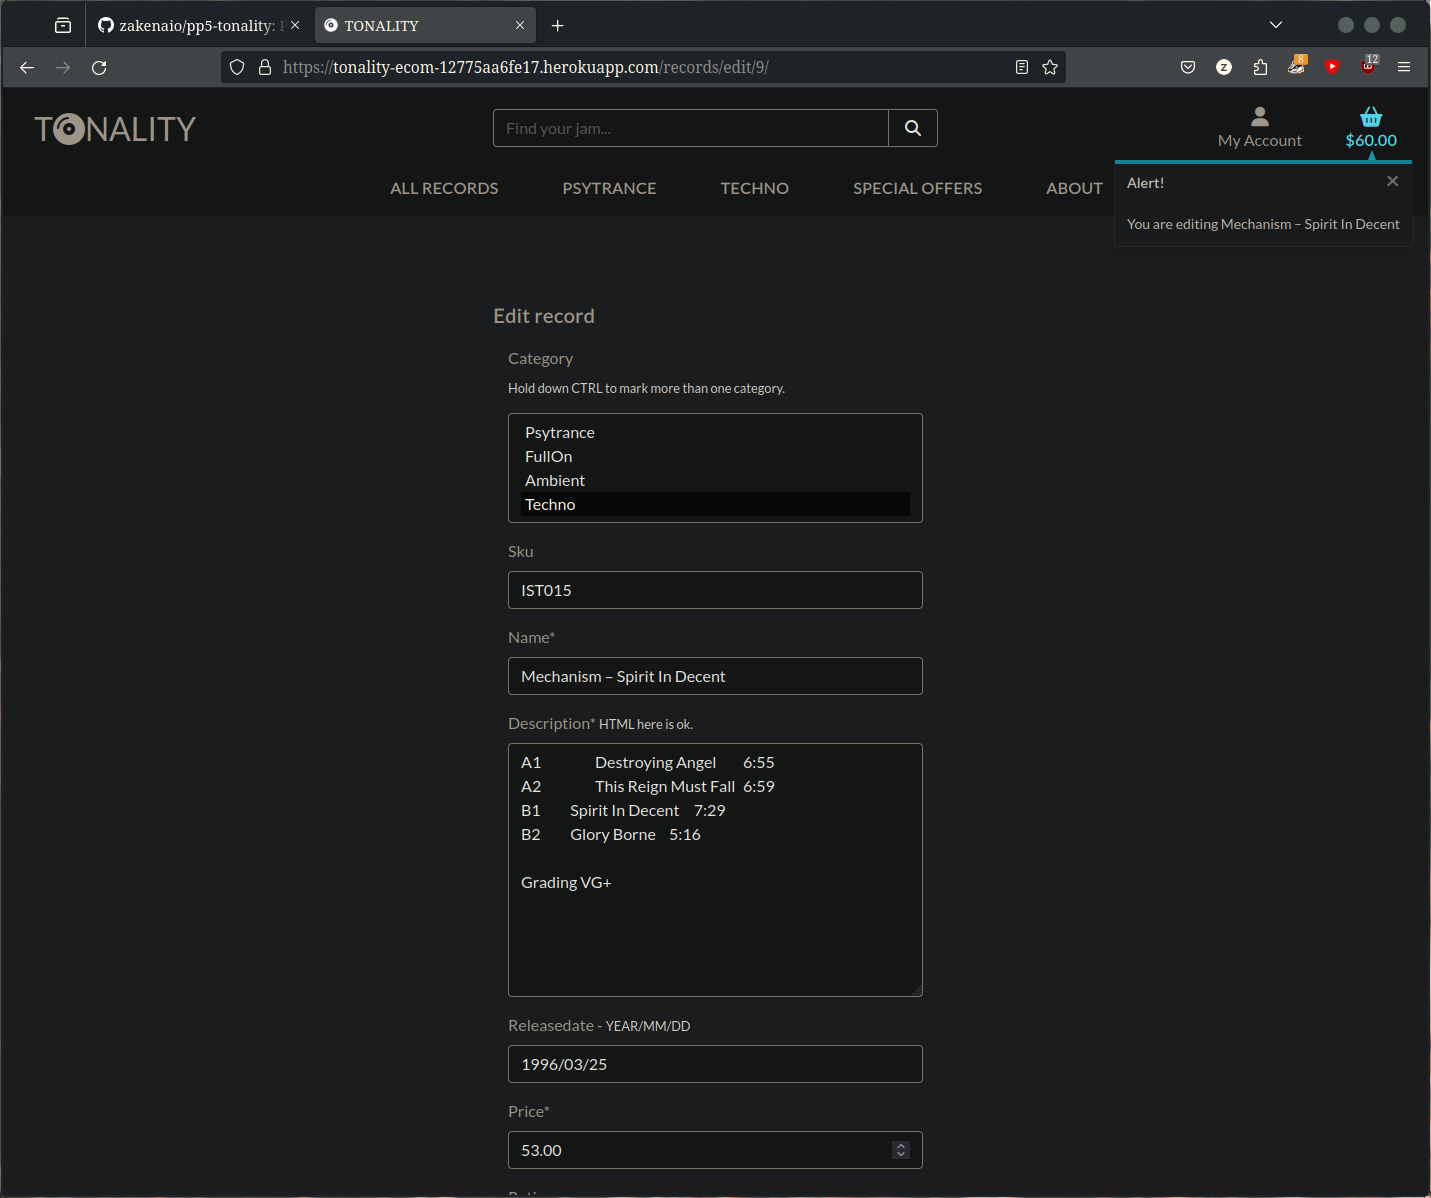 zakenaio/pp5-tonality:
TONALITY
https://tonality-ecom-12775aa6fe17.herokuapp.com/records/edit/9/
Z
8
12
TONALITY
Find your jam...
My Account
$60.00
ALL RECORDS
PSYTRANCE
TECHNO
SPECIAL OFFERS
ABOUT
Alert!
You are editing Mechanism – Spirit In Decent
Edit record
Category
Hold down CTRL to mark more than one category.
Psytrance
FullOn
Ambient
Techno
Sku
IST015
Name*
Mechanism – Spirit In Decent
Description* HTML here is ok.
A1 Destroying Angel 6:55
A2 This Reign Must Fall 6:59
B1 Spirit In Decent 7:29
B2 Glory Borne 5:16
Grading VG+
Releasedate - YEAR/MM/DD
1996/03/25
Price*
53.00